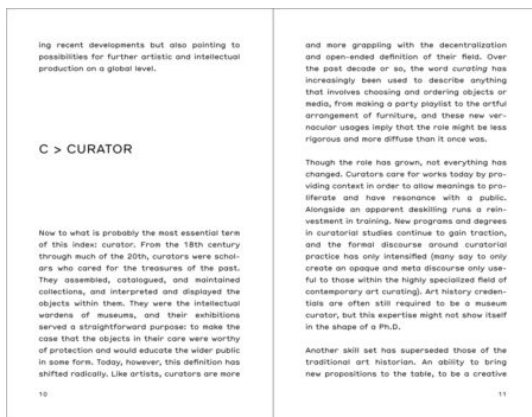 ing recent developments but also pointing to
possibilities for further artistic and intellectual
production on a global level.
C > CURATOR
Now to what is probably the most essential term
of this index: curator. From the 18th century
through much of the 20th, curators were schol-
ars who cared for the treasures of the past.
They assembled, catalogued, and maintained
collections, and interpreted and displayed the
objects within them. They were the intellectual
wardens of museums, and their exhibitions
served a straightforward purpose: to make the
case that the objects in their care were worthy
of protection and would educate the wider public
in some form. Today, however, this definition has
shifted radically. Like artists, curators are more
10
and more grappling with the decentralization
and open-ended definition of their field. Over
the past decade or so, the word curating has
increasingly been used to describe anything
that involves choosing and ordering objects or
media, from making a party playlist to the artful
arrangement of furniture, and these new ver-
nacular usages imply that the role might be less
rigorous and more diffuse than it once was.
Though the role has grown, not everything has
changed. Curators care for works today by pro-
viding context in order to allow meanings to pro-
liferate and have resonance with a public.
Alongside an apparent deskilling runs a rein-
vestment in training. New programs and degrees
in curatorial studies continue to gain traction,
and the formal discourse around curatorial
practice has only intensified (many say to only
create an opaque and meta discourse only use-
ful to those within the highly specialized field of
contemporary art curating). Art history creden-
tials are often still required to be a museum
curator, but this expertise might not show itself
in the shape of a Ph.D.
Another skill set has superseded those of the
traditional art historian. An ability to bring
new propositions to the table, to be a creative
11